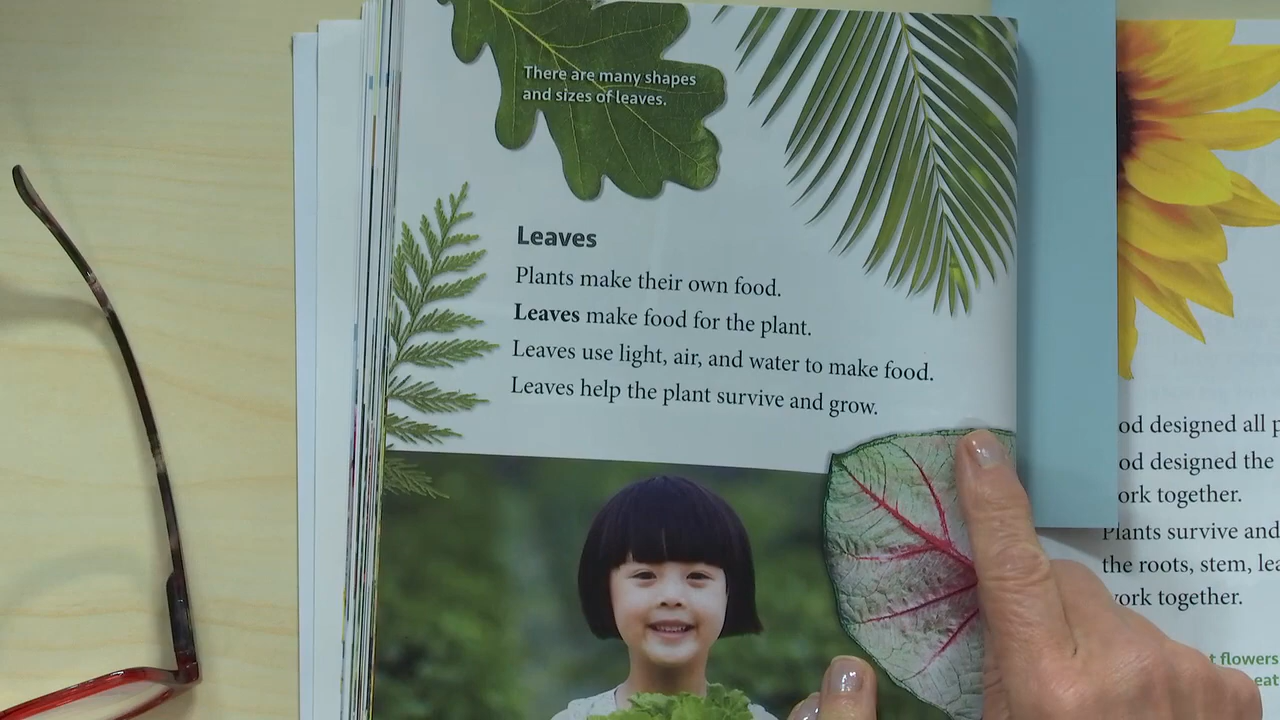 There are many shapes
and sizes of leaves.
Leaves
Plants make their own food.
Leaves make food for the plant.
Leaves use light, air, and water to make food.
Leaves help the plant survive and grow.
od designed all
od designed the
ork together.
Plants survive and
the roots, stem,
work together.
flowers
eat